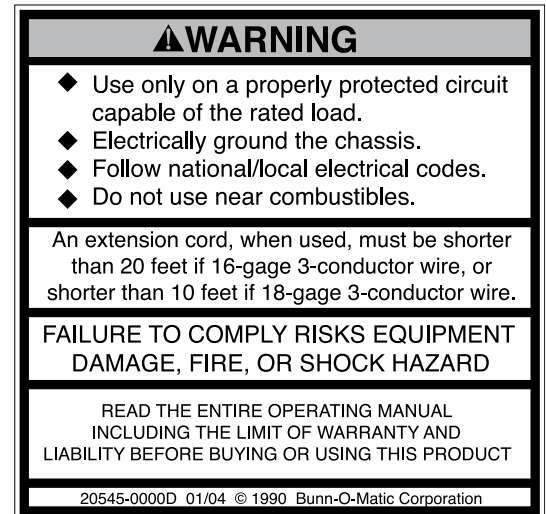 ⚠WARNING
◆ Use only on a properly protected circuit
capable of the rated load.
◆ Electrically ground the chassis.
◆ Follow national/local electrical codes.
◆ Do not use near combustibles.
An extension cord, when used, must be shorter
than 20 feet if 16-gage 3-conductor wire, or
shorter than 10 feet if 18-gage 3-conductor wire.
FAILURE TO COMPLY RISKS EQUIPMENT
DAMAGE, FIRE, OR SHOCK HAZARD
READ THE ENTIRE OPERATING MANUAL
INCLUDING THE LIMIT OF WARRANTY AND
LIABILITY BEFORE BUYING OR USING THIS PRODUCT
20545-0000D 01/04 © 1990 Bunn-O-Matic Corporation